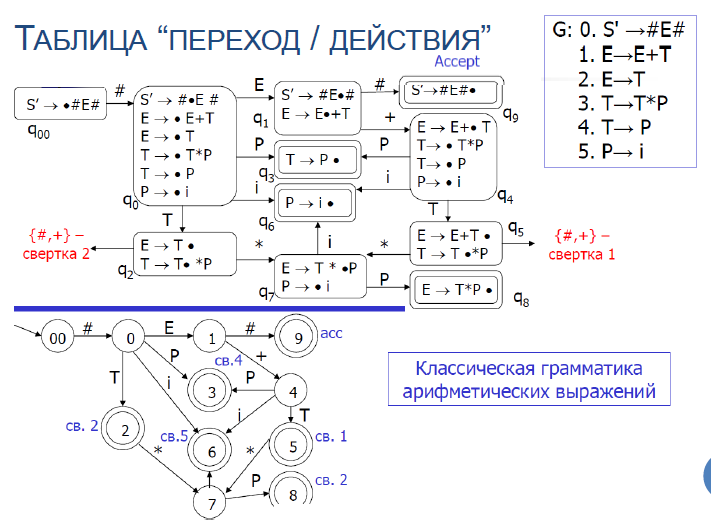 ТАБЛИЦА “ПЕРЕХОД / ДЕЙСТВИЯ”
Accept
G: 0. S' →#E#
1. E→E+T
2. E→T
3. T→T*P
4. T→ P
5. P→ i
S' → •#E#
q00
#
S' → #•E #
E → • E+T
E → • T
T → • T*P
T → • P
P → • i
q0
E
S' → #E•#
E → E•+T
q1
#
S'→#E#•
q9
+
P
T → P •
q3
P
E → E+• T
T → • T*P
T → • P
P→ • i
q4
i
P → i •
q6
i
T
T
{#,+} –
свертка 2
E → T •
T → T• *P
q2
*
i
E → T * •P
P → • i
q7
*
E → E+T •
T → T •*P
q5
{#,+} –
свертка 1
P
E → T*P •
q8
00
#
0
E
1
#
9
acc
P
св.4
+
T
i
3
P
4
св. 2
2
св.5
i
T
*
6
*
5
св. 1
7
P
8
св. 2
Классическая грамматика
арифметических выражений